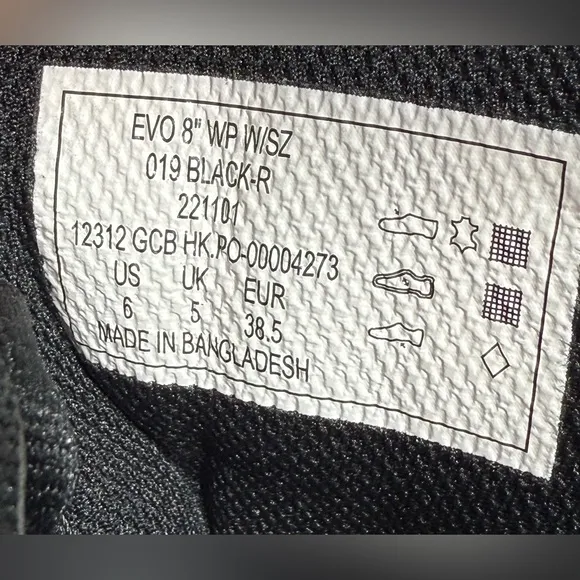 EVO 8" WP W/SZ
019 BLACK-R
221101
12312 GCB HK.PO-00004273
US UK EUR
6 5 38.5
MADE IN BANGLADESH